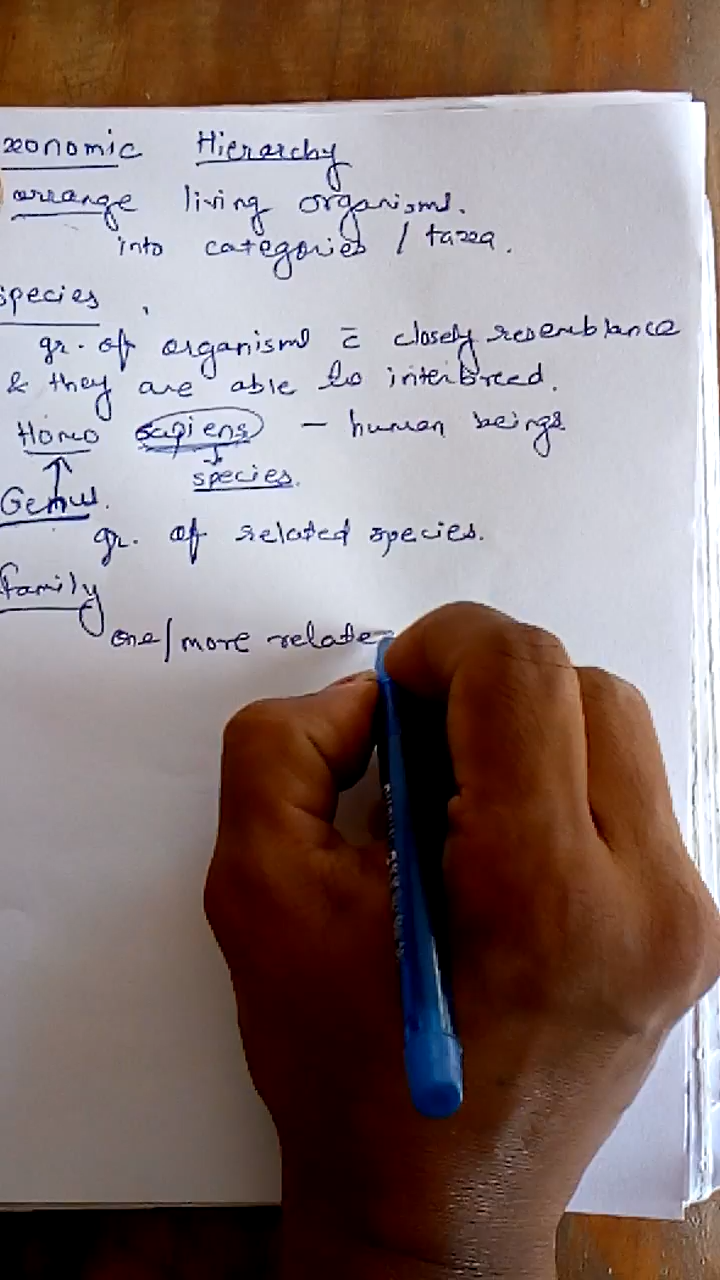 xonomic Hierarchy
arrange living organisms.
into categories / taxa.
species
gr. of organisms c̄ closely resemblance
& they are able to interbreed.
Homo sapiens – human beings
species.
Genus.
gr. of related species.
family
one/more relate